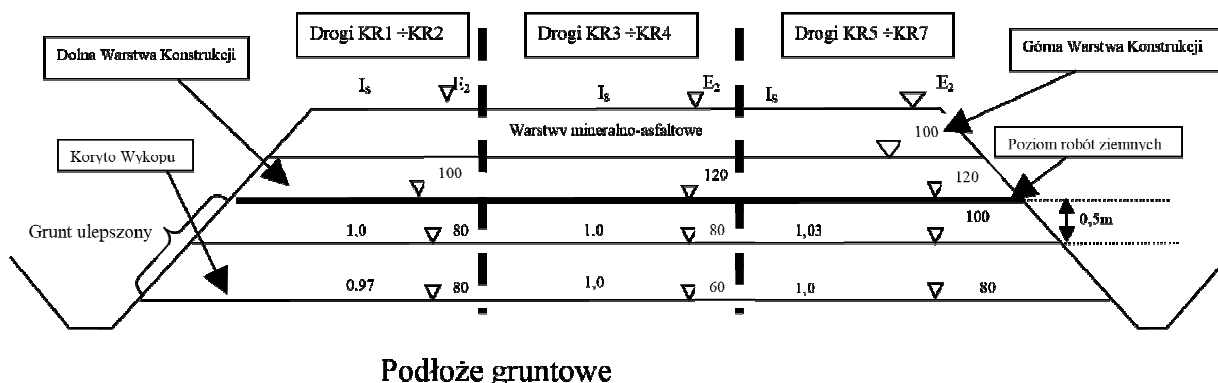 Drogi KR1 ÷KR2
Drogi KR3 ÷KR4
Drogi KR5 ÷KR7
Dolna Warstwa Konstrukcji
Górna Warstwa Konstrukcji
Is E2 Is E2 Is E2
Warstwy mineralno-asfaltowe
100
Koryto Wykopu
Poziom robót ziemnych
100 120 120
100
0,5m
Grunt ulepszony
1.0 80 1.0 80 1,03
0.97 80 1,0 60 1,0 80
Podłoże gruntowe